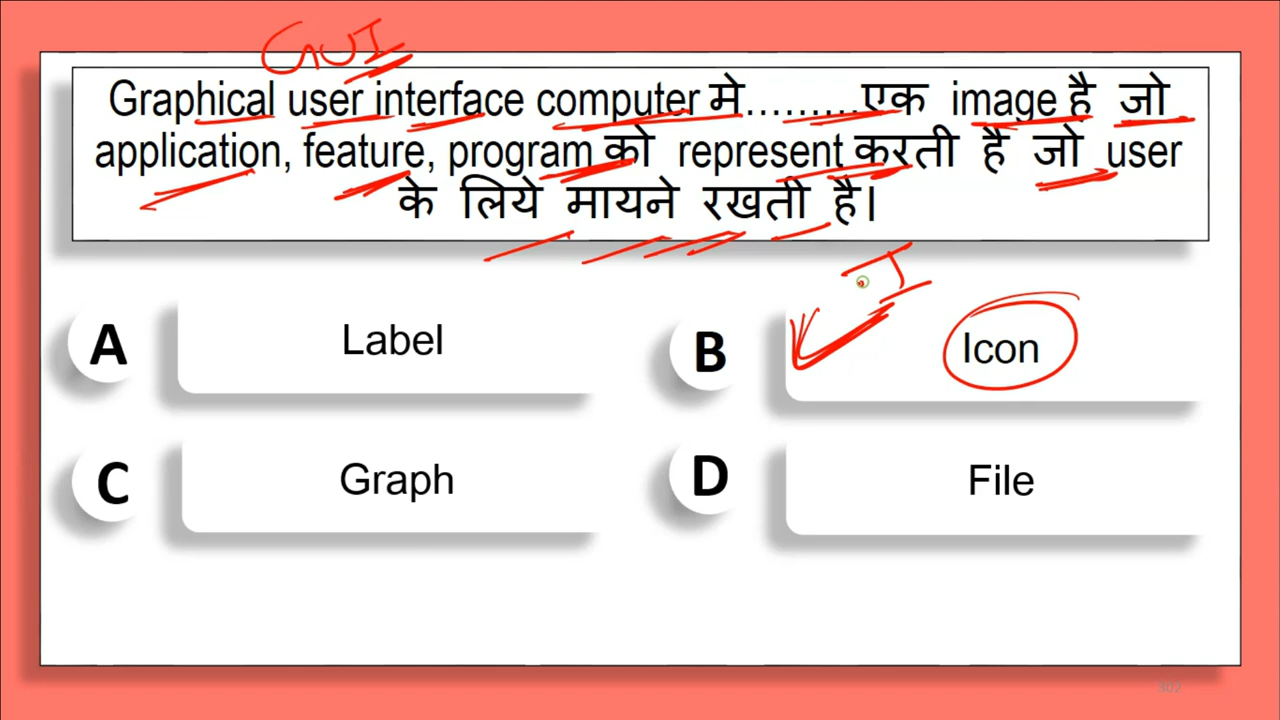 GUI
Graphical user interface computer मे.........एक image है जो
application, feature, program को represent करती है जो user
के लिये मायने रखती है।
I
A Label
B Icon
C Graph
D File
302